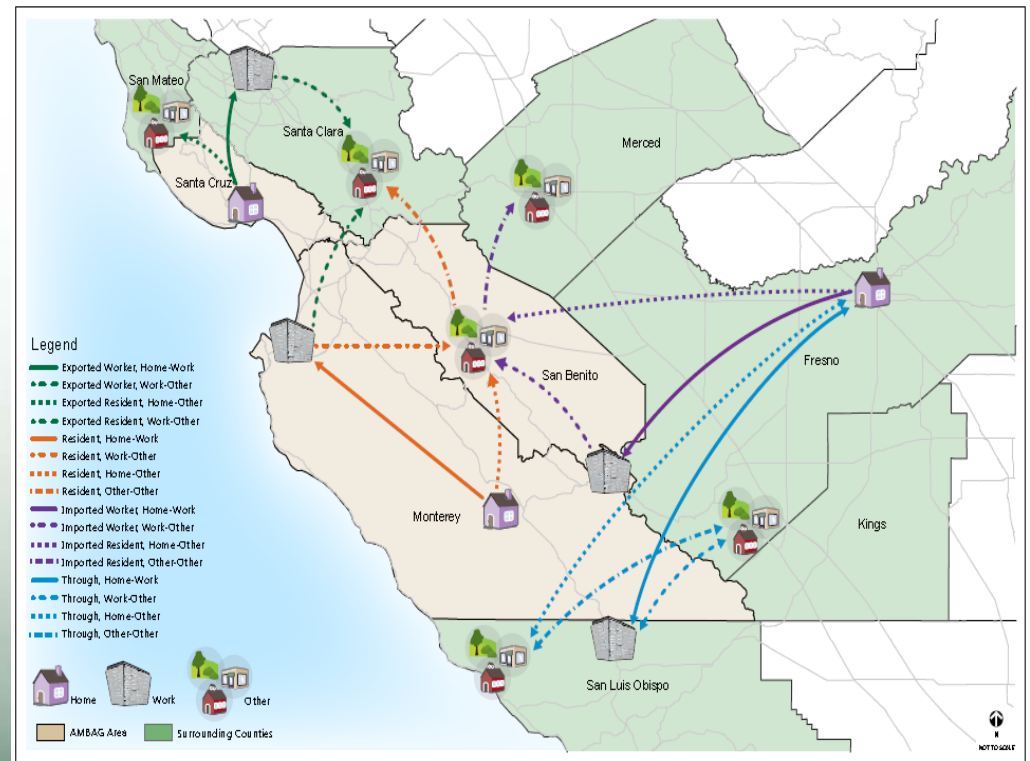 San Mateo
Santa Clara
Merced
Santa Cruz
Fresno
San Benito
Monterey
Kings
San Luis Obispo
Legend
Exported Worker, Home-Work
Exported Worker, Work-Other
Exported Resident, Home-Other
Exported Resident, Work-Other
Resident, Home-Work
Resident, Work-Other
Resident, Home-Other
Resident, Other-Other
Imported Worker, Home-Work
Imported Worker, Work-Other
Imported Resident, Home-Other
Imported Resident, Other-Other
Through, Home-Work
Through, Work-Other
Through, Home-Other
Through, Other-Other
Home
Work
Other
AMBAG Area
Surrounding Counties
N
NOT TO SCALE